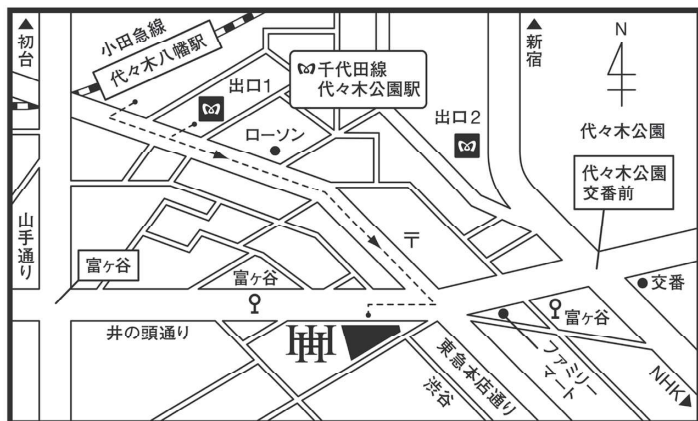 初台
小田急線
代々木八幡駅
出口1
千代田線
代々木公園駅
新宿
N
代々木公園
ローソン
出口2
代々木公園
交番前
山手通り
富ヶ谷
富ヶ谷
〒
交番
富ヶ谷
井の頭通り
HHH
ファミリー
マート
東急本店通り
渋谷
NHK